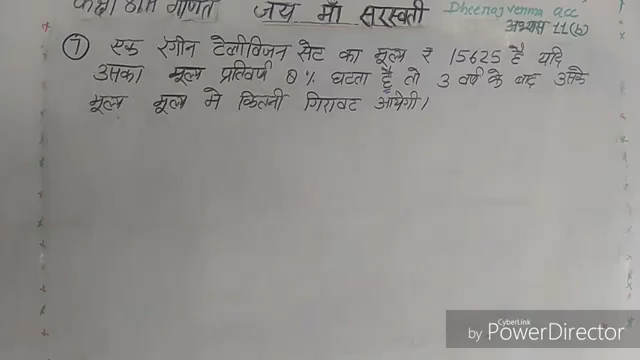 कक्षा 8वीं गणित जय माँ सरस्वती Dheeraj verma acc
अभ्यास 11(b)
7 एक रंगीन टेलीविजन सेट का मूल्य ₹ 15625 है यदि
उसका मूल्य प्रतिवर्ष 8% घटता है तो 3 वर्ष के बाद उसके
मूल्य मूल्य मे कितनी गिरावट आयेगी।
CyberLink
by PowerDirector